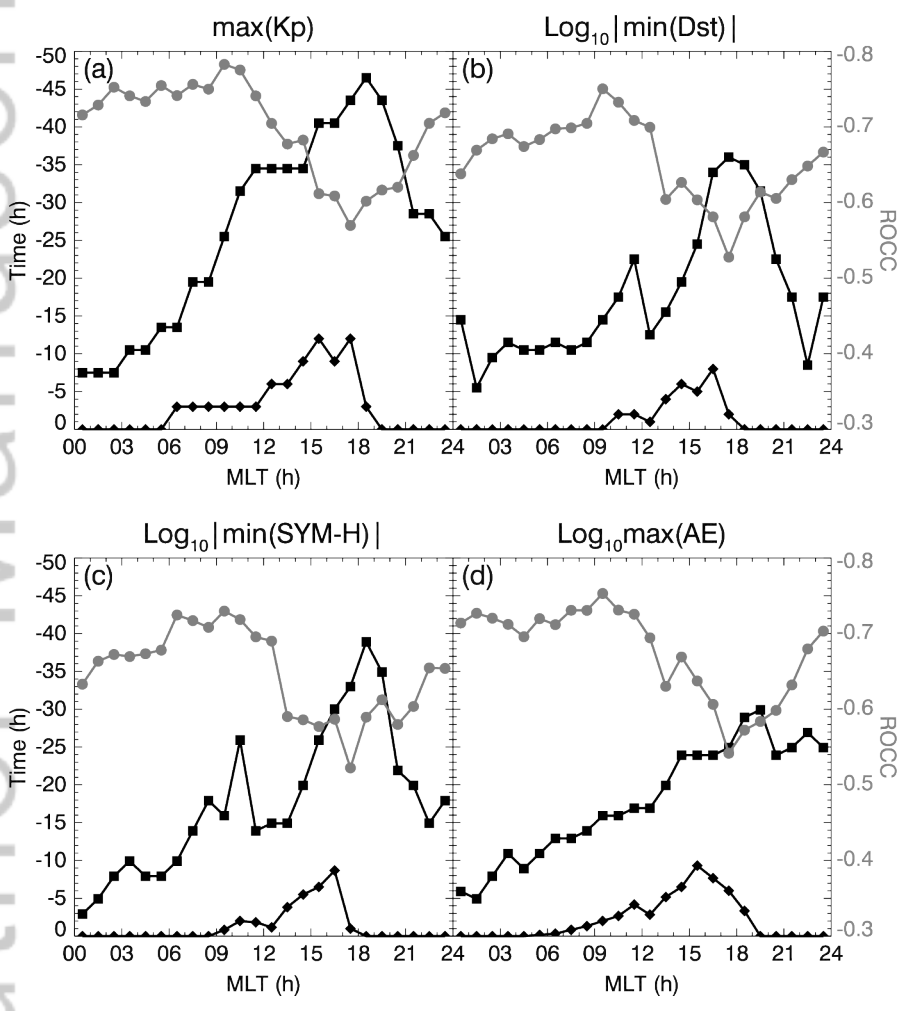 max(Kp)
Log10|min(Dst)|
(a)
(b)
-50
-45
-40
-35
-30
-25
-20
-15
-10
-5
0
Time (h)
-0.8
-0.7
-0.6
-0.5
-0.4
-0.3
ROCC
00 03 06 09 12 15 18 21 24 03 06 09 12 15 18 21 24
MLT (h)
MLT (h)
Log10|min(SYM-H)|
Log10max(AE)
(c)
(d)
-50
-45
-40
-35
-30
-25
-20
-15
-10
-5
0
Time (h)
-0.8
-0.7
-0.6
-0.5
-0.4
-0.3
ROCC
00 03 06 09 12 15 18 21 24 03 06 09 12 15 18 21 24
MLT (h)
MLT (h)